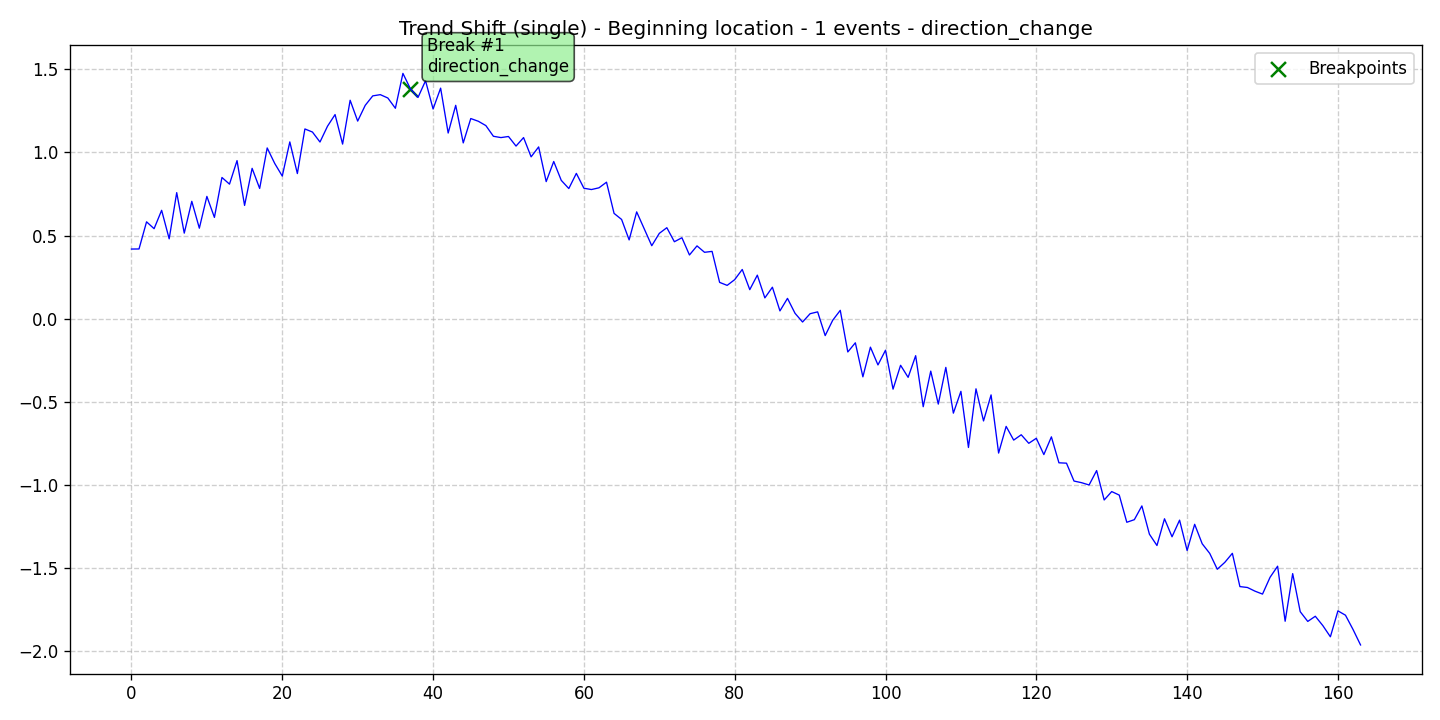 Trend Shift (single) - Beginning location - 1 events - direction_change
Break #1
direction_change
Breakpoints
1.5
1.0
0.5
0.0
−0.5
−1.0
−1.5
−2.0
0 20 40 60 80 100 120 140 160